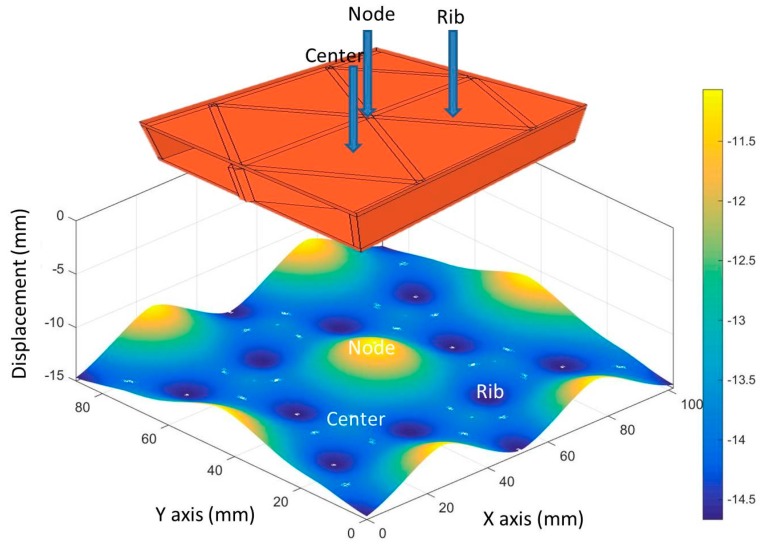 Node
Rib
Center
0
-5
-10
-15
Displacement (mm)
Node
Rib
Center
80
60
40
20
0
Y axis (mm)
0
20
40
60
80
100
X axis (mm)
-11.5
-12
-12.5
-13
-13.5
-14
-14.5